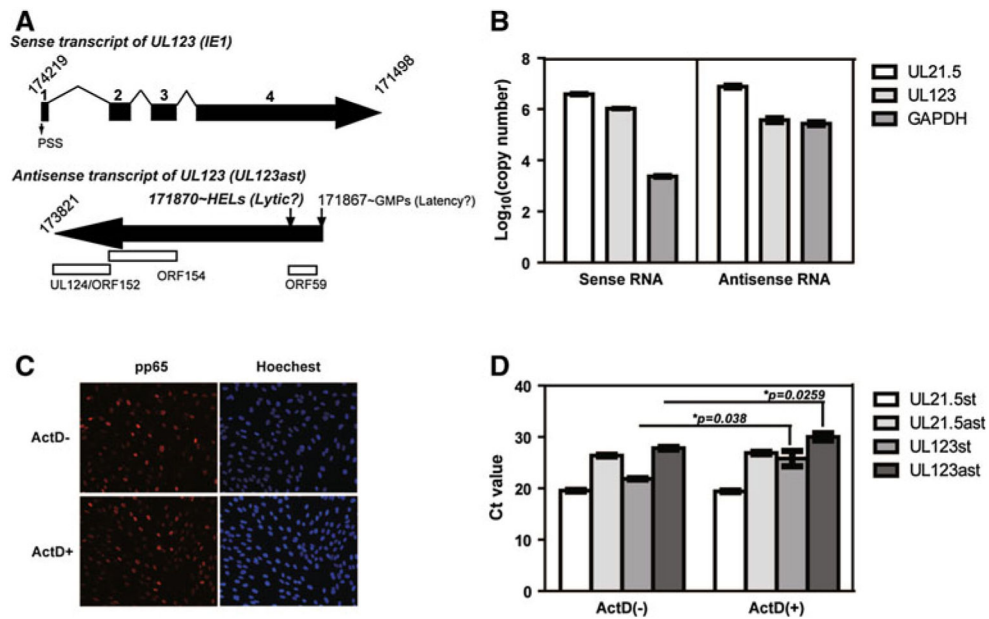 A
Sense transcript of UL123 (IE1)
174219
171498
1
2
3
4
PSS
Antisense transcript of UL123 (UL123ast)
173821
171870~HELs (Lytic?)
171867~GMPs (Latency?)
UL124/ORF152
ORF154
ORF59
B
Log10(copy number)
8
6
4
2
0
Sense RNA
Antisense RNA
UL21.5
UL123
GAPDH
C
pp65
Hoechest
ActD-
ActD+
D
Ct value
40
30
20
10
0
*p=0.038
*p=0.0259
ActD(-)
ActD(+)
UL21.5st
UL21.5ast
UL123st
UL123ast